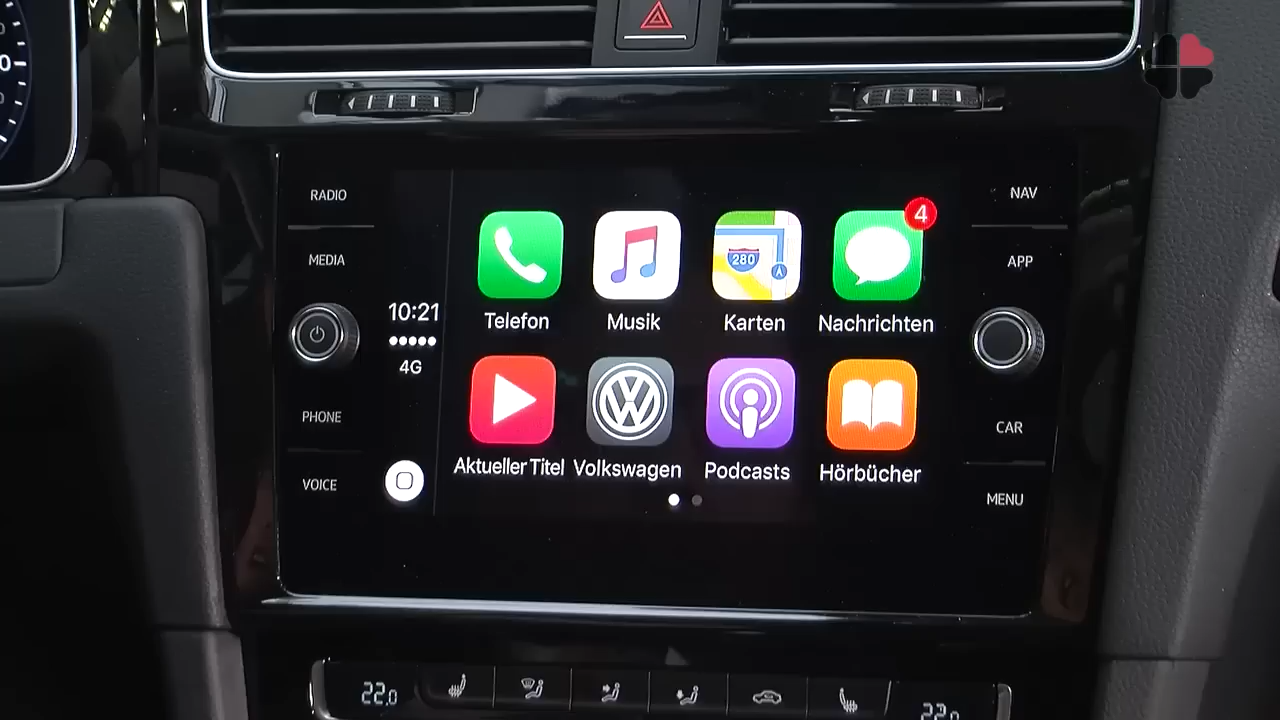 RADIO
NAV
MEDIA
APP
4
280
Telefon
Musik
Karten
Nachrichten
10:21
4G
PHONE
CAR
VOICE
MENU
Aktueller Titel
Volkswagen
Podcasts
Hörbücher
22.0
22.0